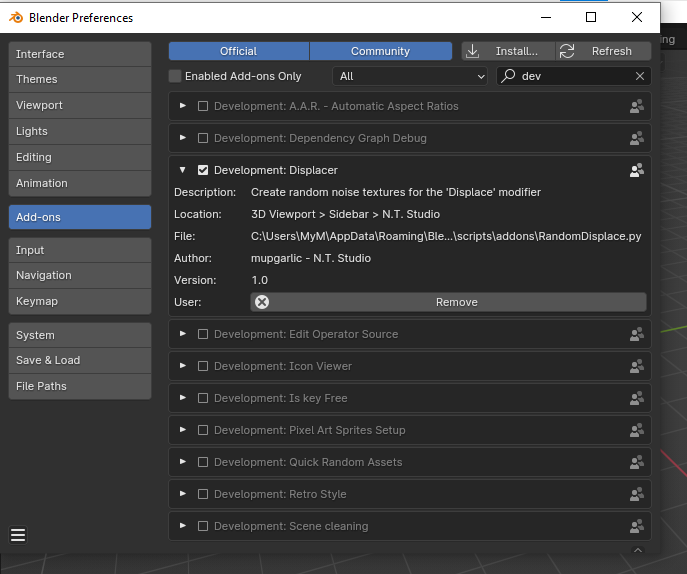 Blender Preferences
Interface
Themes
Viewport
Lights
Editing
Animation
Add-ons
Input
Navigation
Keymap
System
Save & Load
File Paths
Official Community Install... Refresh
Enabled Add-ons Only All dev
Development: A.A.R. - Automatic Aspect Ratios
Development: Dependency Graph Debug
Development: Displacer
Description: Create random noise textures for the 'Displace' modifier
Location: 3D Viewport > Sidebar > N.T. Studio
File: C:\Users\MyM\AppData\Roaming\Ble...\scripts\addons\RandomDisplace.py
Author: mupgarlic - N.T. Studio
Version: 1.0
User: Remove
Development: Edit Operator Source
Development: Icon Viewer
Development: Is key Free
Development: Pixel Art Sprites Setup
Development: Quick Random Assets
Development: Retro Style
Development: Scene cleaning